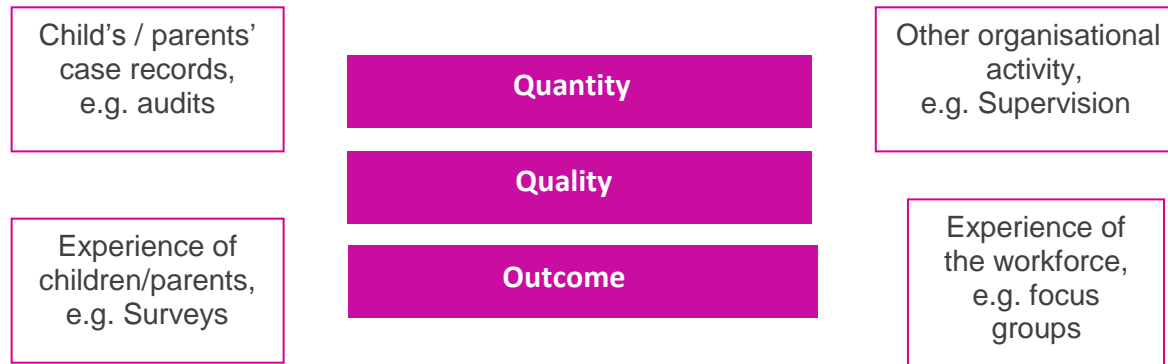 Child's / parents’
case records,
e.g. audits
Quantity
Other organisational
activity,
e.g. Supervision
Quality
Experience of
children/parents,
e.g. Surveys
Outcome
Experience of
the workforce,
e.g. focus
groups